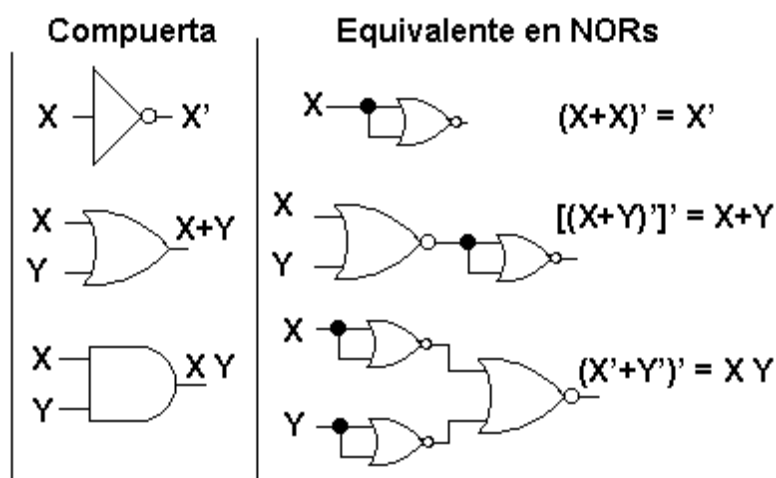 Compuerta
Equivalente en NORs
X
X'
X
(X+X)' = X'
X
Y
X+Y
X
Y
[(X+Y)']' = X+Y
X
Y
X Y
X
Y
(X'+Y')' = X Y